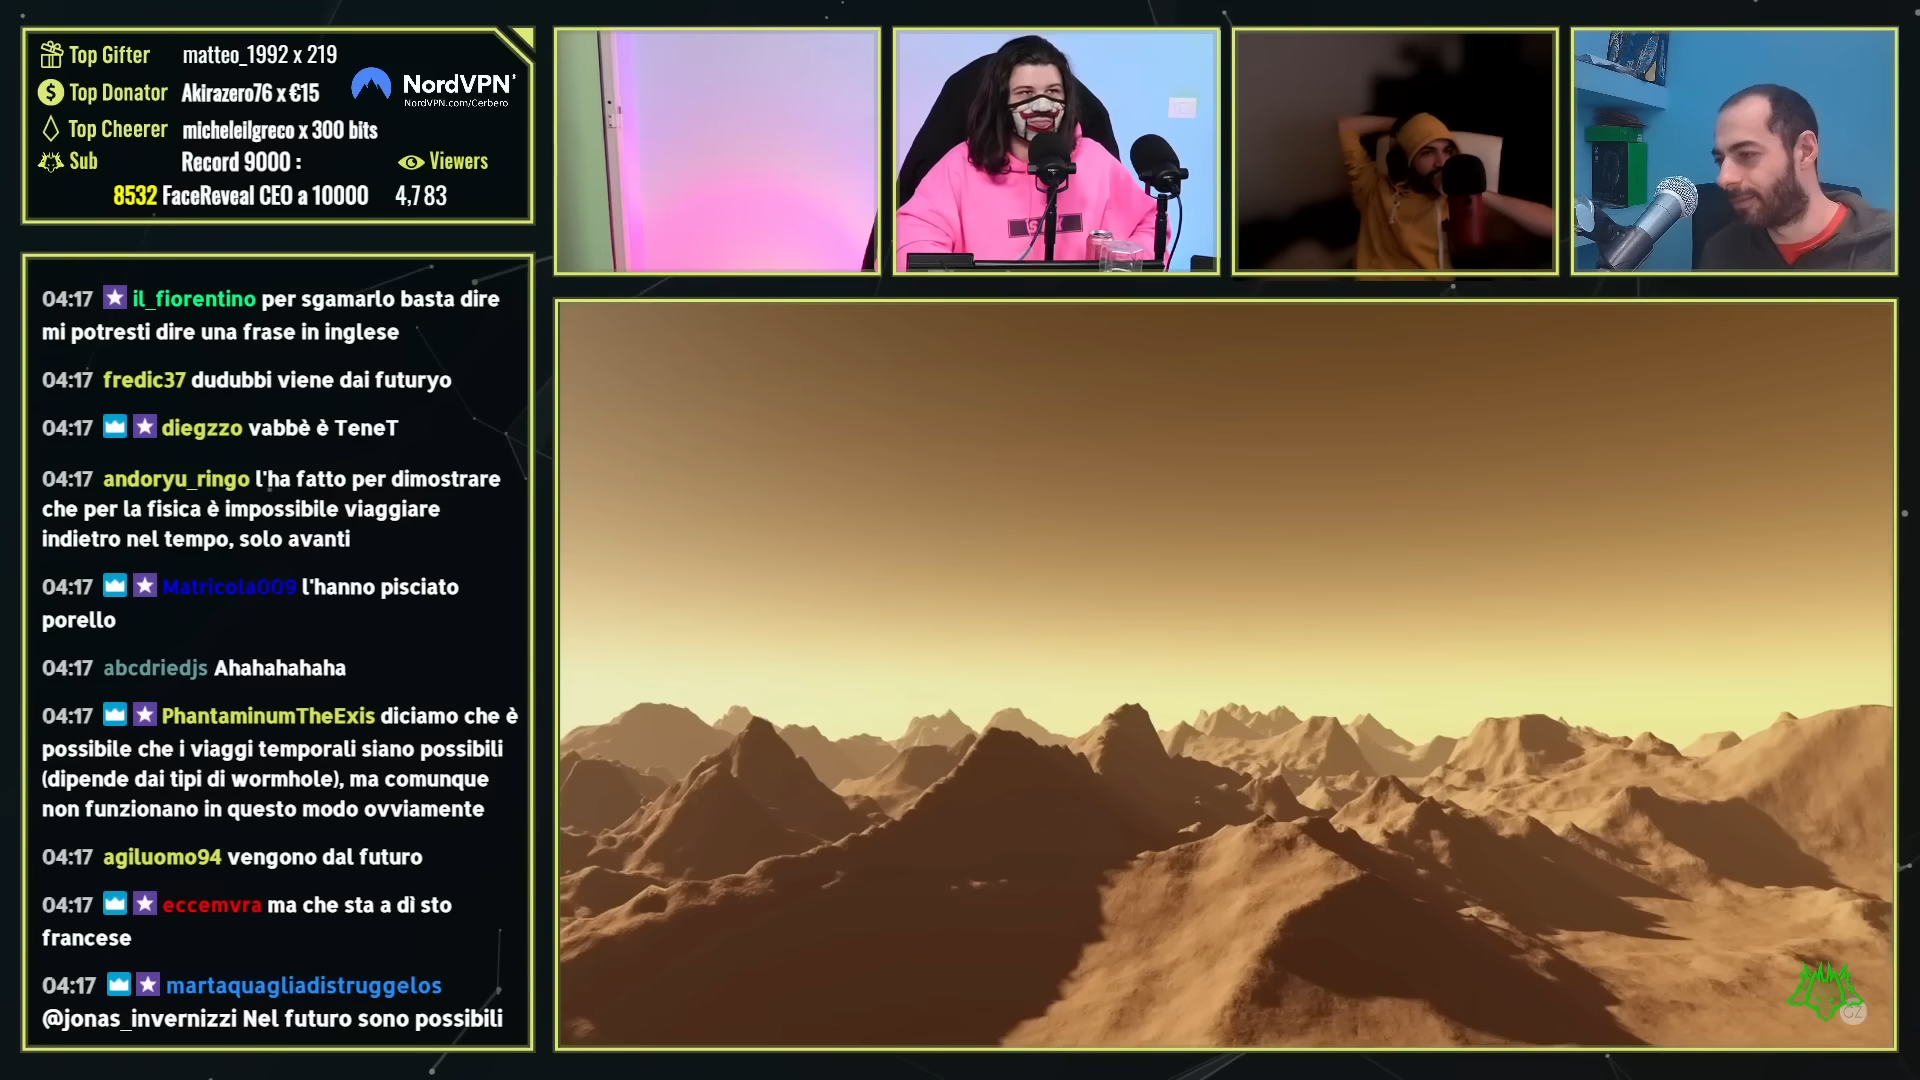 Top Gifter matteo_1992 x 219
Top Donator Akirazero76 x €15
Top Cheerer micheleilgreco x 300 bits
Sub Record 9000 : Viewers
8532 FaceReveal CEO a 10000 4,783
NordVPN
NordVPN.com/Cerbero
04:17 il_fiorentino per sgamarlo basta dire
mi potresti dire una frase in inglese
04:17 fredic37 dudubbi viene dai futuryo
04:17 diegzzo vabbè è TeneT
04:17 andoryu_ringo l'ha fatto per dimostrare
che per la fisica è impossibile viaggiare
indietro nel tempo, solo avanti
04:17 Matricola009 l'hanno pisciato
porello
04:17 abcdriedjs Ahahahahaha
04:17 PhantaminumTheExis diciamo che è
possibile che i viaggi temporali siano possibili
(dipende dai tipi di wormhole), ma comunque
non funzionano in questo modo ovviamente
04:17 agiluomo94 vengono dal futuro
04:17 eccemvra ma che sta a dì sto
francese
04:17 martaquagliadistruggelos
@jonas_invernizzi Nel futuro sono possibili
GZ